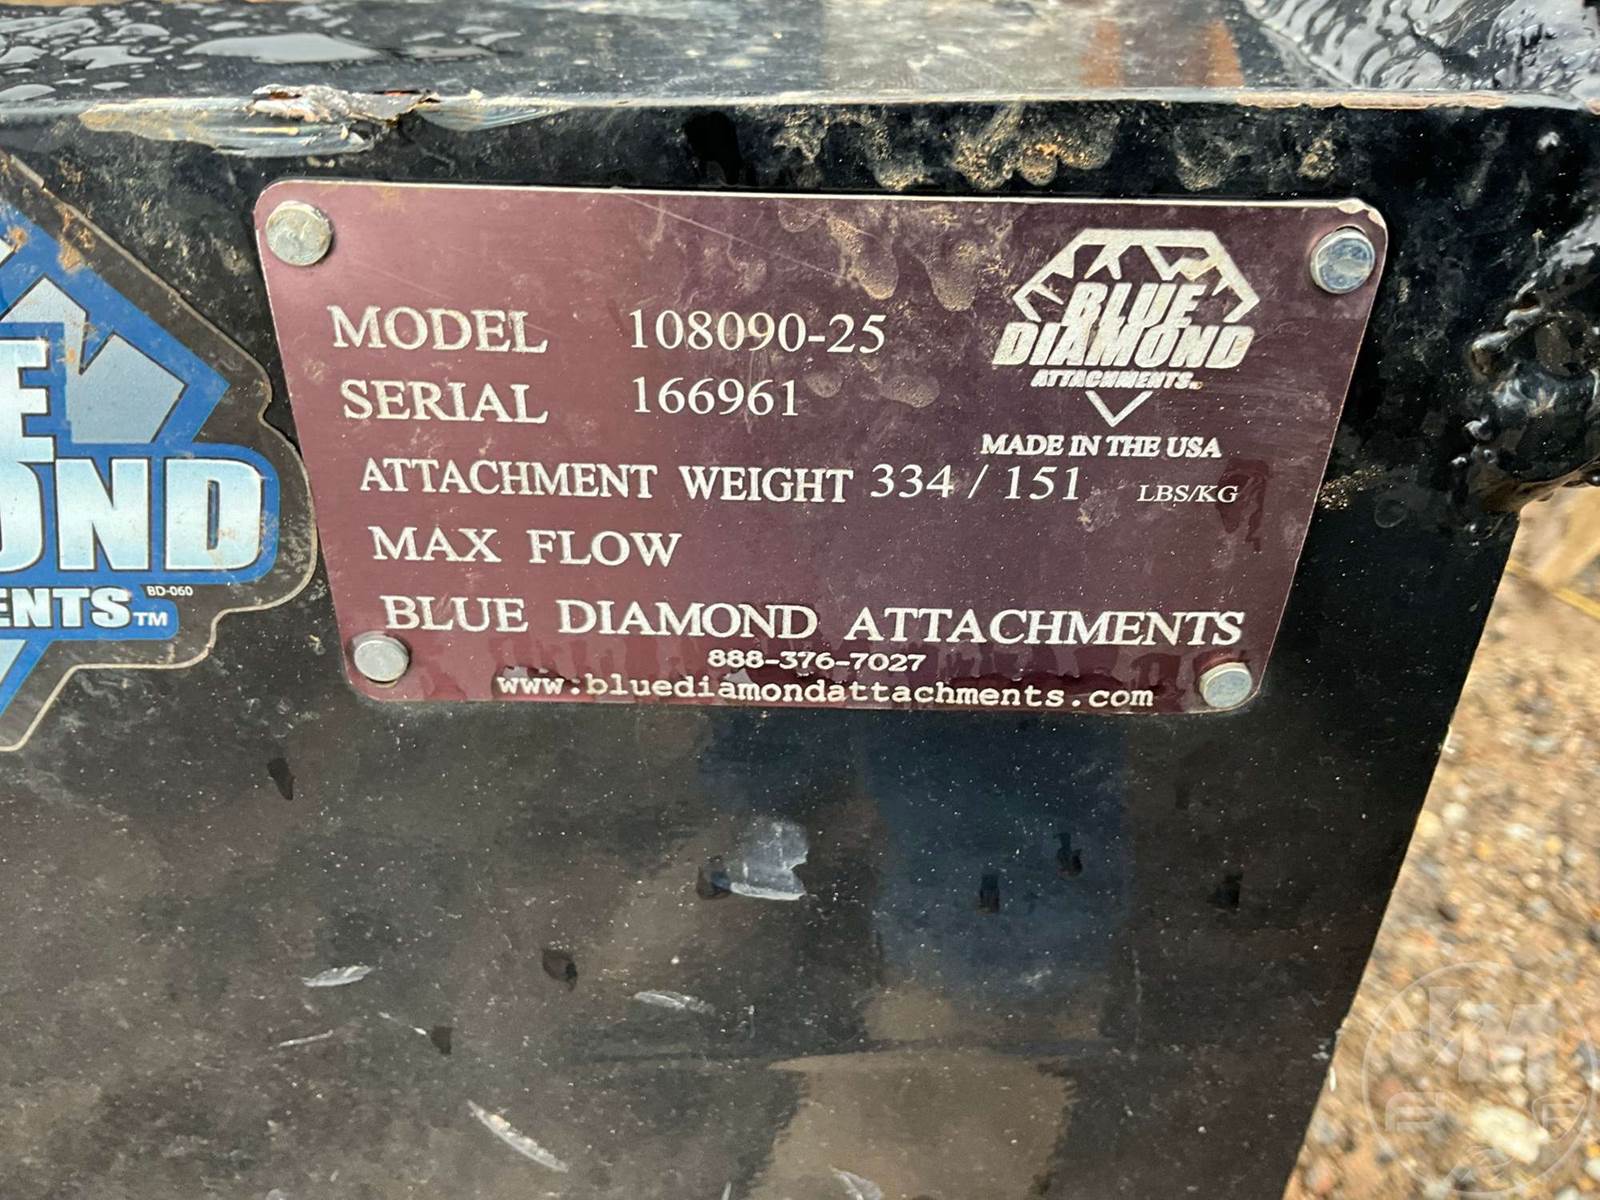 MODEL 108090-25
SERIAL 166961
BLUE
DIAMOND
ATTACHMENTS
MADE IN THE USA
ATTACHMENT WEIGHT 334 / 151 LBS/KG
MAX FLOW
BLUE DIAMOND ATTACHMENTS
888-376-7027
www.bluediamondattachments.com
BD-060
TM